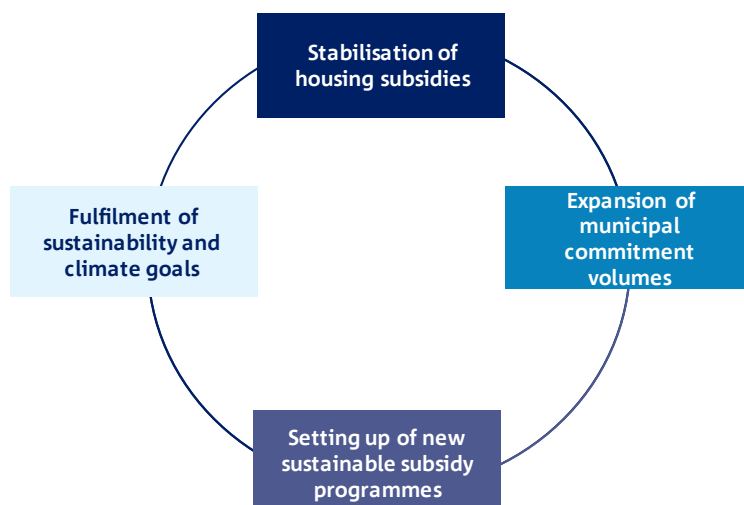 Stabilisation of
housing subsidies
Expansion of
municipal
commitment
volumes
Setting up of new
sustainable subsidy
programmes
Fulfilment of
sustainability and
climate goals